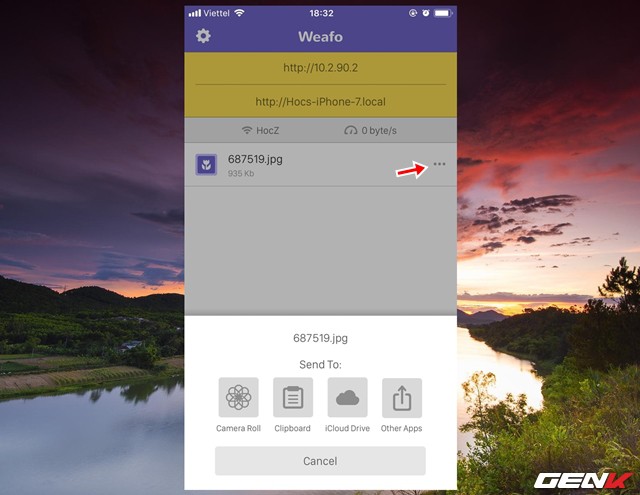 Viettel 18:32
Weafo
http://10.2.90.2
http://Hocs-iPhone-7.local
HocZ 0 byte/s
687519.jpg
935 Kb
687519.jpg
Send To:
Camera Roll Clipboard iCloud Drive Other Apps
Cancel
GENK